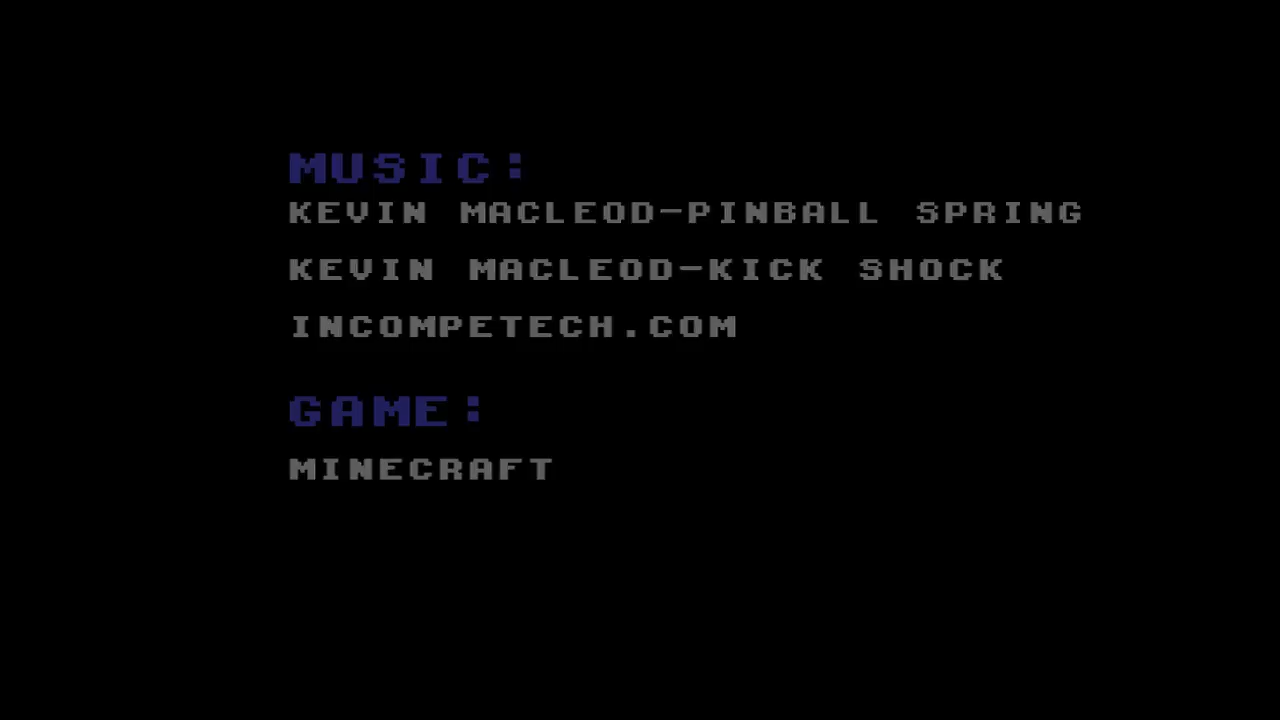 MUSIC:
KEVIN MACLEOD-PINBALL SPRING
KEVIN MACLEOD-KICK SHOCK
INCOMPETECH.COM
GAME:
MINECRAFT